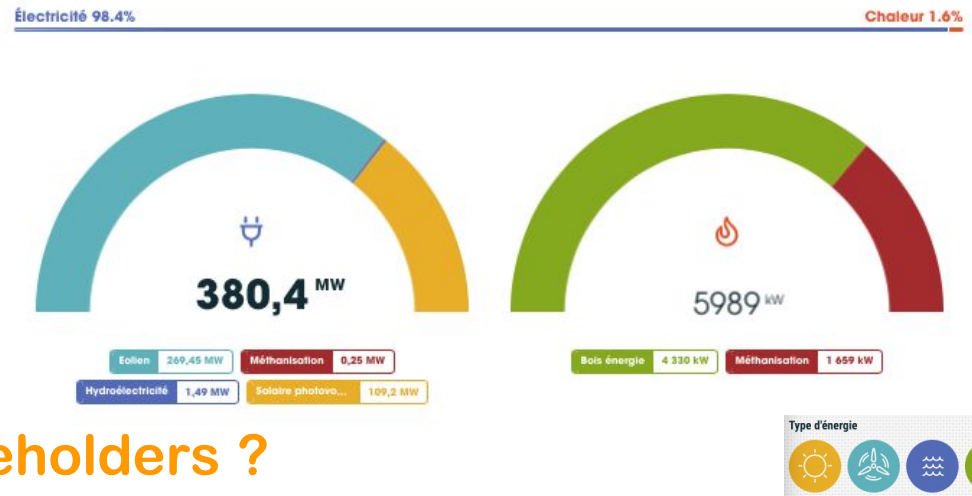 Électricité 98.4% Chaleur 1.6%
380,4 MW
5989 kW
Eolien 269,45 MW Méthanisation 0,25 MW
Hydroélectricité 1,49 MW Solaire photovo... 109,2 MW
Bois énergie 4 330 kW Méthanisation 1 659 kW
eholders ?
Type d'énergie